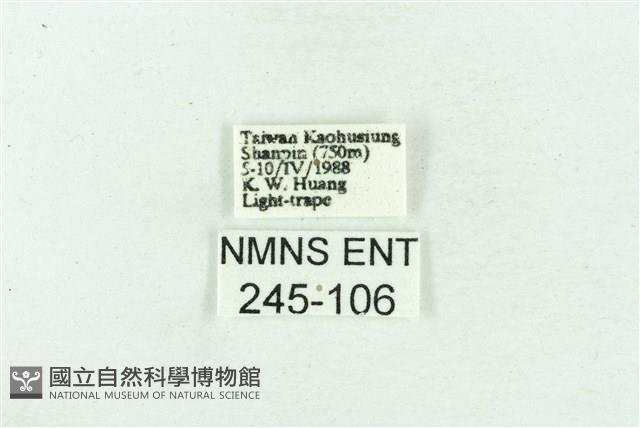 Taiwan Kaohusiung
Shanpin (750m)
5-10/IV/1988
K. W. Huang
Light-trape
NMNS ENT
245-106
國立自然科學博物館
NATIONAL MUSEUM OF NATURAL SCIENCE